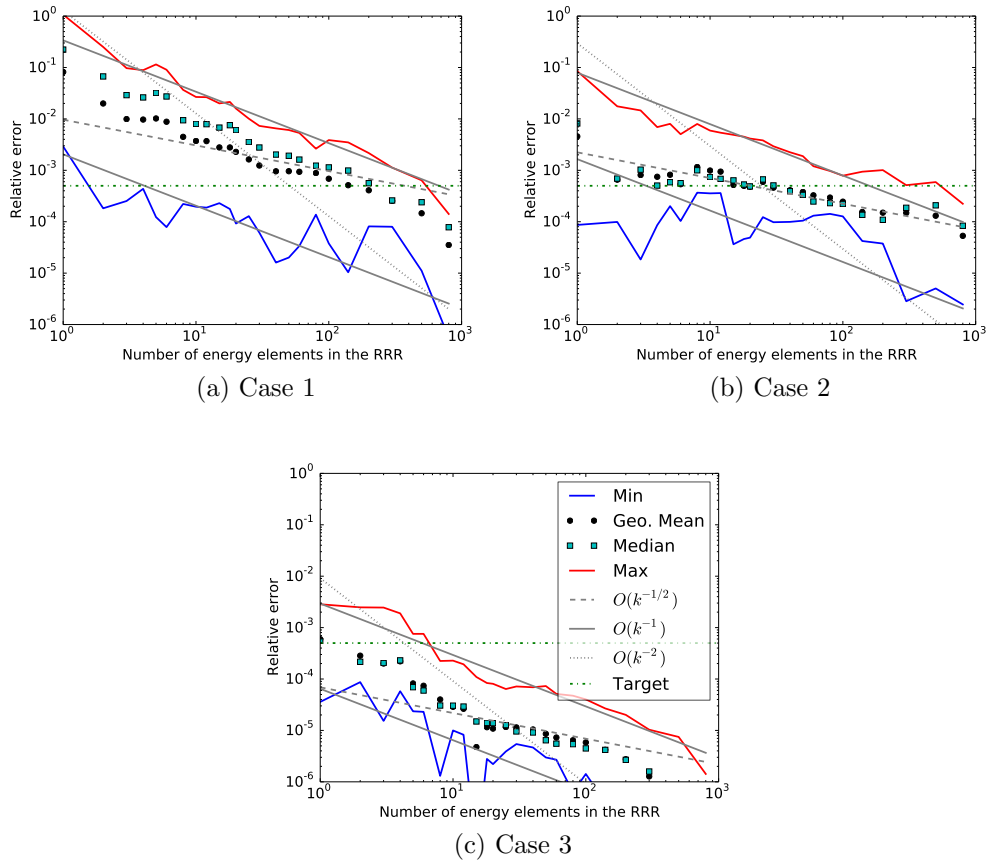 10^0
10^-1
10^-2
10^-3
10^-4
10^-5
10^-6
Relative error
10^0 10^1 10^2 10^3
Number of energy elements in the RRR
(a) Case 1
10^0
10^-1
10^-2
10^-3
10^-4
10^-5
10^-6
Relative error
10^0 10^1 10^2 10^3
Number of energy elements in the RRR
(b) Case 2
10^0
10^-1
10^-2
10^-3
10^-4
10^-5
10^-6
Relative error
10^0 10^1 10^2 10^3
Number of energy elements in the RRR
Min
Geo. Mean
Median
Max
O(k^{-1/2})
O(k^{-1})
O(k^{-2})
Target
(c) Case 3